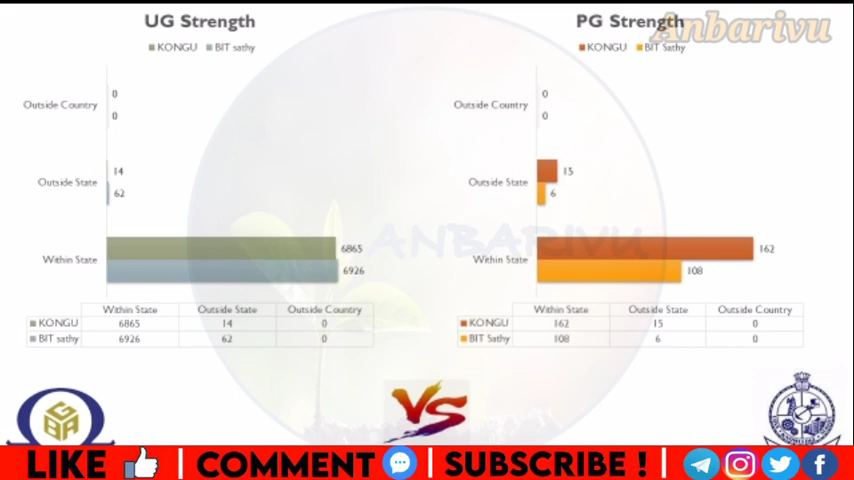 UG Strength
KONGU BIT sathy
Outside Country
0
0
Outside State
14
62
Within State
6865
6926
Within State Outside State Outside Country
KONGU 6865 14 0
BIT sathy 6926 62 0
PG Strength
Anbarivu
KONGU BIT Sathy
Outside Country
0
0
Outside State
15
6
Within State
162
108
Within State Outside State Outside Country
KONGU 162 15 0
BIT Sathy 108 6 0
ANBARIVU
VS
LIKE | COMMENT | SUBSCRIBE ! |